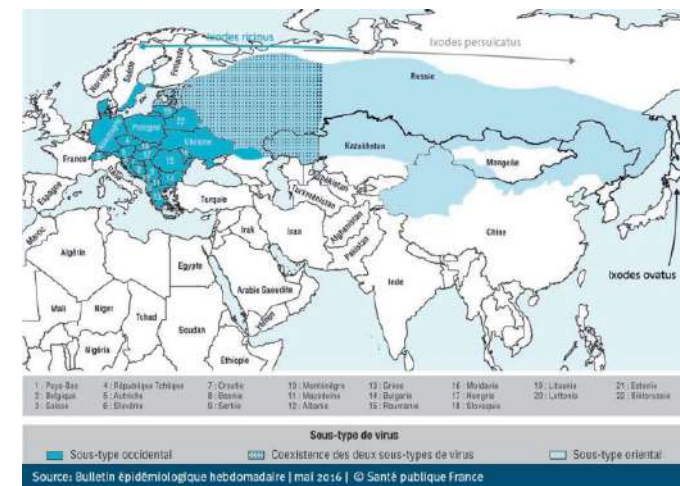 Ixodes ricinus
Ixodes persulcatus
Norvège
Suède
Finlande
Russie
Pologne
22
Ukraine
France
Kazakhstan
Mongolie
15
Espagne
Italie
Turquie
Ouzbékistan
Turkménistan
Maroc
Irak
Iran
Afghanistan
Chine
Algérie
Egypte
Pakistan
Ixodes ovatus
Arabie Saoudite
Inde
Mali
Niger
Tchad
Soudan
Yémen
Nigéria
Ethiopie
1 : Pays-Bas 4 : République Tchèque 7 : Croatie 10 : Monténégro 13 : Grèce 16 : Moldavie 19 : Lituanie 21 : Estonie
2 : Belgique 5 : Autriche 8 : Bosnie 11 : Macédoine 14 : Bulgarie 17 : Hongrie 20 : Lettonie 22 : Biélorussie
3 : Suisse 6 : Slovénie 9 : Serbie 12 : Albanie 15 : Roumanie 18 : Slovaquie
Sous-type de virus
Sous-type occidental Coexistence des deux sous-types de virus Sous-type oriental
Source: Bulletin épidémiologique hebdomadaire | mai 2016 | © Santé publique France